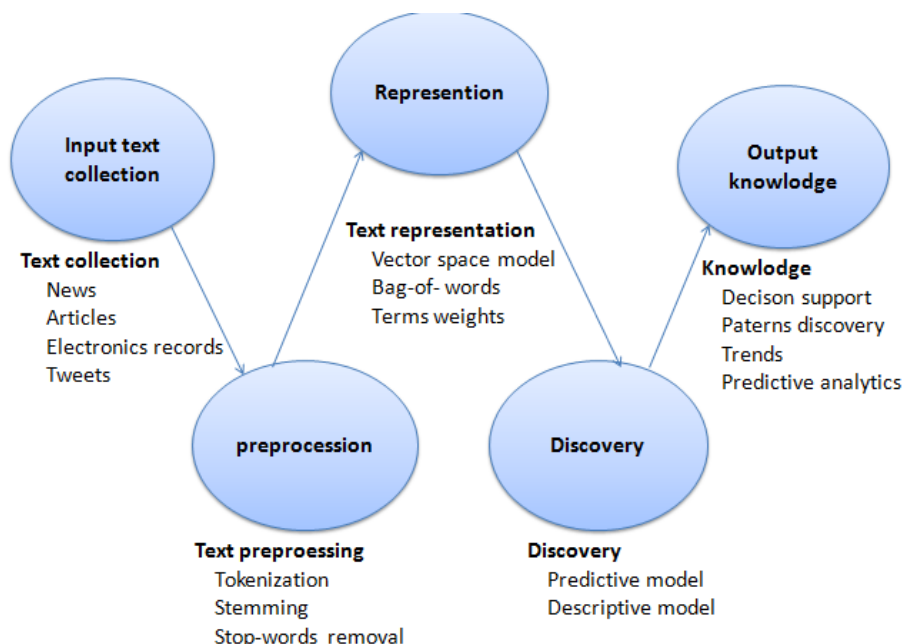 Input text
collection
Text collection
News
Articles
Electronics records
Tweets
preprocession
Text preproessing
Tokenization
Stemming
Stop-words removal
Represention
Text representation
Vector space model
Bag-of- words
Terms weights
Discovery
Discovery
Predictive model
Descriptive model
Output
knowlodge
Knowlodge
Decison support
Paterns discovery
Trends
Predictive analytics